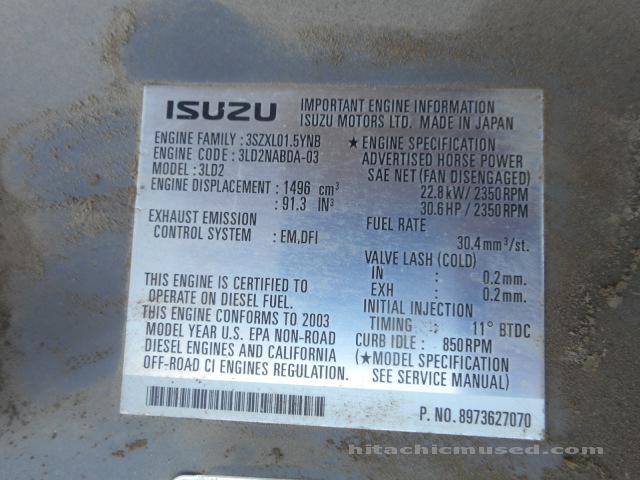 ISUZU
IMPORTANT ENGINE INFORMATION
ISUZU MOTORS LTD. MADE IN JAPAN
ENGINE FAMILY : 3SZXL01.5YNB
ENGINE CODE : 3LD2NABDA-03
MODEL : 3LD2
ENGINE DISPLACEMENT : 1496 cm³
: 91.3 IN³
EXHAUST EMISSION
CONTROL SYSTEM : EM,DFI
THIS ENGINE IS CERTIFIED TO
OPERATE ON DIESEL FUEL.
THIS ENGINE CONFORMS TO 2003
MODEL YEAR U.S. EPA NON-ROAD
DIESEL ENGINES AND CALIFORNIA
OFF-ROAD CI ENGINES REGULATION.
★ ENGINE SPECIFICATION
ADVERTISED HORSE POWER
SAE NET (FAN DISENGAGED)
22.8 kW / 2350 RPM
30.6 HP / 2350 RPM
FUEL RATE
30.4 mm³/st.
VALVE LASH (COLD)
IN : 0.2 mm.
EXH : 0.2 mm.
INITIAL INJECTION
TIMING : 11° BTDC
CURB IDLE : 850 RPM
(★MODEL SPECIFICATION
SEE SERVICE MANUAL)
P. NO. 8973627070
hitachicmused.com